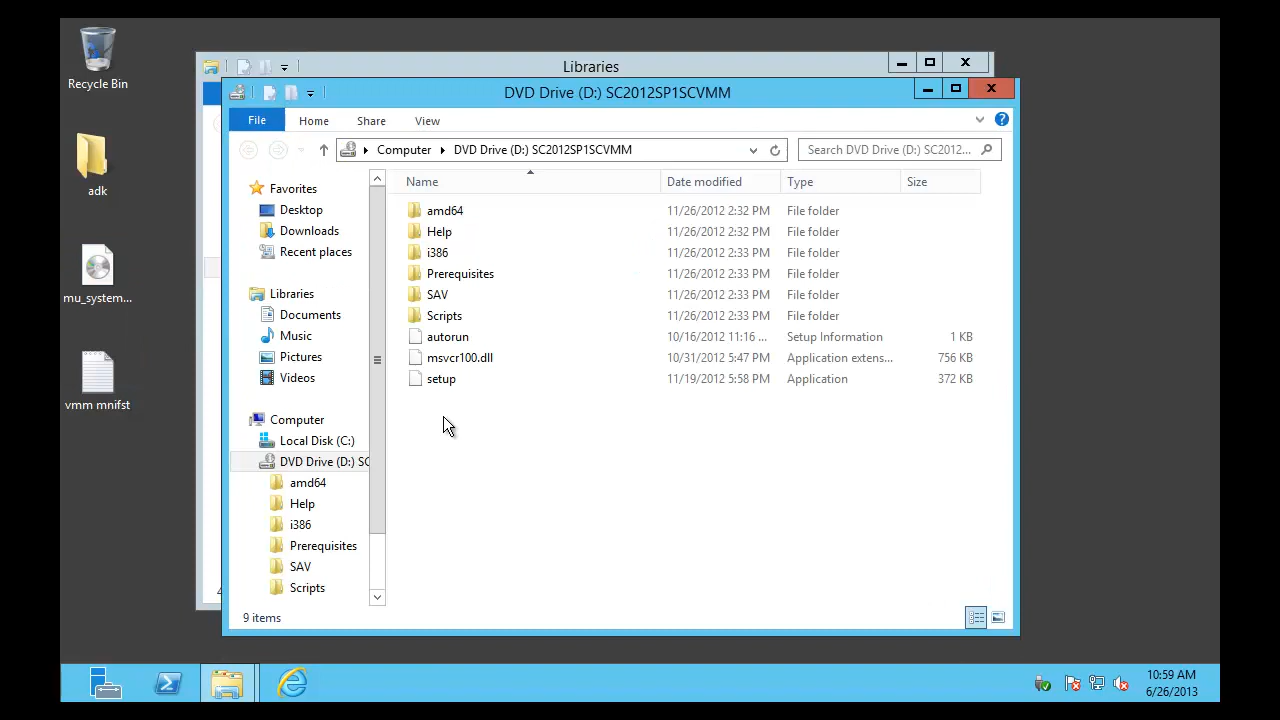 Recycle Bin
adk
mu_system...
vmm mnifst
Libraries
DVD Drive (D:) SC2012SP1SCVMM
File Home Share View
Computer DVD Drive (D:) SC2012SP1SCVMM
Search DVD Drive (D:) SC2012...
Favorites
Desktop
Downloads
Recent places
Libraries
Documents
Music
Pictures
Videos
Computer
Local Disk (C:)
DVD Drive (D:) SC
amd64
Help
i386
Prerequisites
SAV
Scripts
Name Date modified Type Size
amd64 11/26/2012 2:32 PM File folder
Help 11/26/2012 2:32 PM File folder
i386 11/26/2012 2:33 PM File folder
Prerequisites 11/26/2012 2:33 PM File folder
SAV 11/26/2012 2:33 PM File folder
Scripts 11/26/2012 2:33 PM File folder
autorun 10/16/2012 11:16 ... Setup Information 1 KB
msvcr100.dll 10/31/2012 5:47 PM Application extens... 756 KB
setup 11/19/2012 5:58 PM Application 372 KB
9 items
10:59 AM
6/26/2013